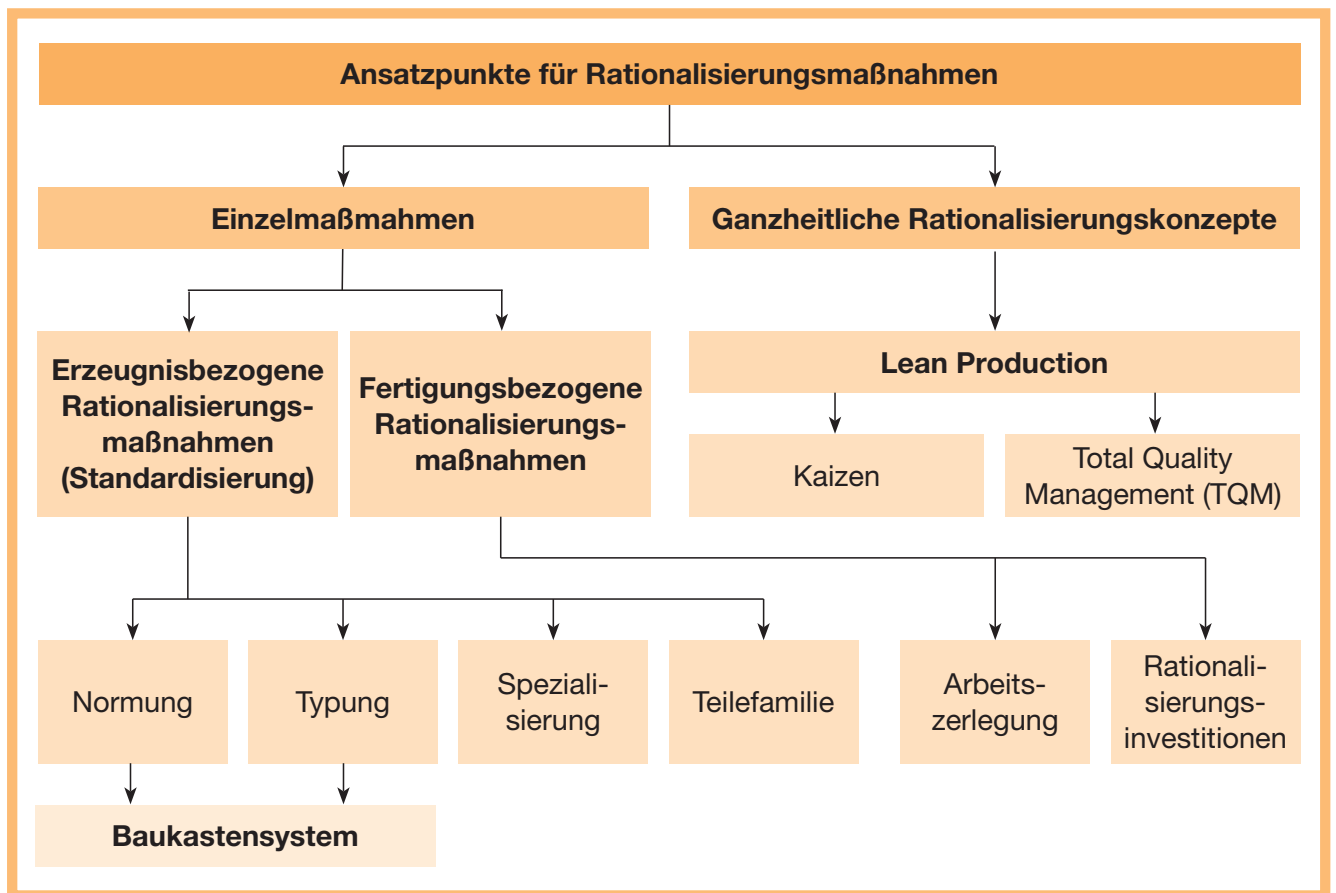 Ansatzpunkte für Rationalisierungsmaßnahmen
Einzelmaßmahmen
Ganzheitliche Rationalisierungskonzepte
Erzeugnisbezogene
Rationalisierungs-
maßnahmen
(Standardisierung)
Fertigungsbezogene
Rationalisierungs-
maßnahmen
Lean Production
Kaizen
Total Quality
Management (TQM)
Normung
Typung
Speziali-
sierung
Teilefamilie
Arbeits-
zerlegung
Rationali-
sierungs-
investitionen
Baukastensystem